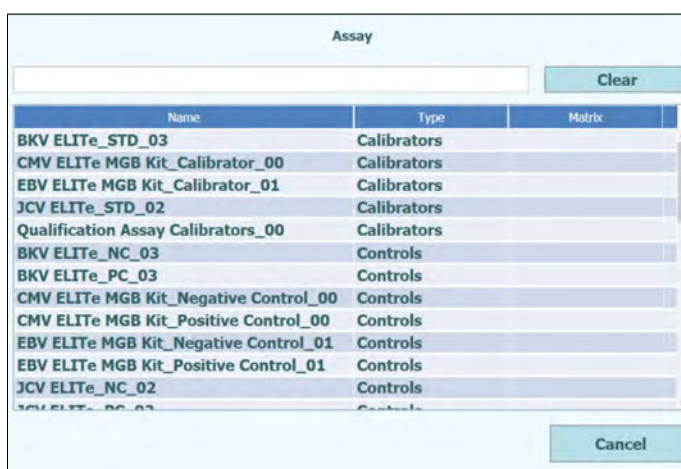 Assay
Clear
Name Type Matrix
BKV ELITe_STD_03 Calibrators
CMV ELITe MGB Kit_Calibrator_00 Calibrators
EBV ELITe MGB Kit_Calibrator_01 Calibrators
JCV ELITe_STD_02 Calibrators
Qualification Assay Calibrators_00 Calibrators
BKV ELITe_NC_03 Controls
BKV ELITe_PC_03 Controls
CMV ELITe MGB Kit_Negative Control_00 Controls
CMV ELITe MGB Kit_Positive Control_00 Controls
EBV ELITe MGB Kit_Negative Control_01 Controls
EBV ELITe MGB Kit_Positive Control_01 Controls
JCV ELITe_NC_02 Controls
Cancel